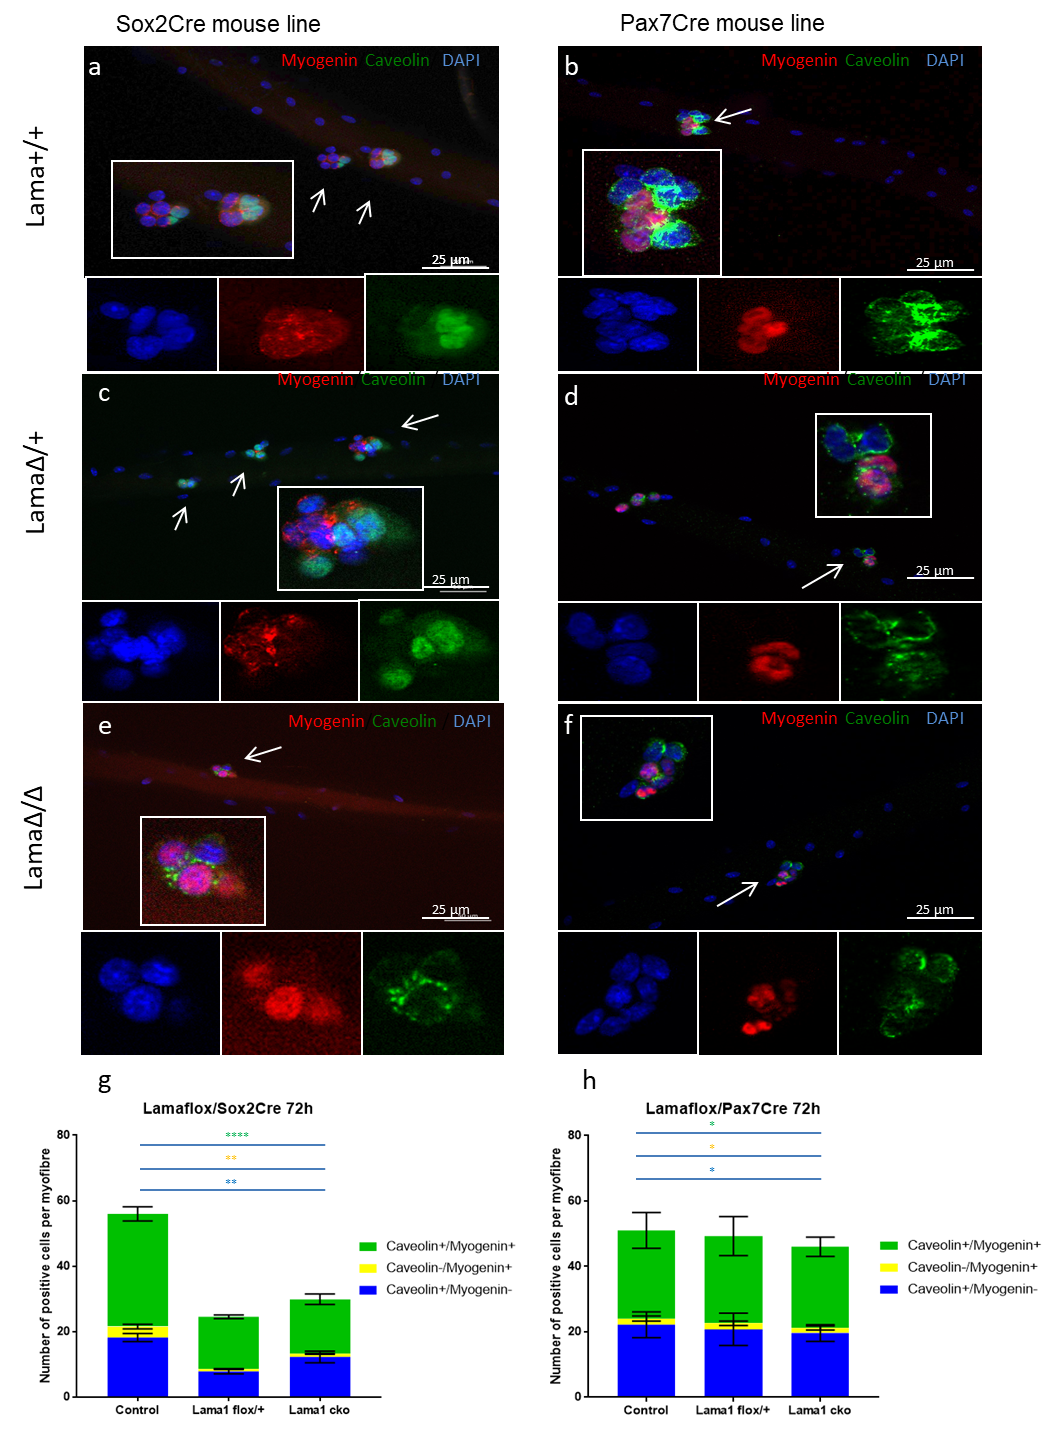 Sox2Cre mouse line
Pax7Cre mouse line
Lama+/+
a
Myogenin Caveolin DAPI
25 µm
b
Myogenin Caveolin DAPI
25 µm
LamaΔ/+
c
Myogenin Caveolin DAPI
25 µm
d
Myogenin Caveolin DAPI
25 µm
LamaΔ/Δ
e
Myogenin Caveolin DAPI
25 µm
f
Myogenin Caveolin DAPI
25 µm
g
Lamaflox/Sox2Cre 72h
****
**
**
Number of positive cells per myofibre
80
60
40
20
0
Control
Lama1 flox/+
Lama1 cko
Caveolin+/Myogenin+
Caveolin-/Myogenin+
Caveolin+/Myogenin-
h
Lamaflox/Pax7Cre 72h
*
*
*
Number of positive cells per myofibre
80
60
40
20
0
Control
Lama1 flox/+
Lama1 cko
Caveolin+/Myogenin+
Caveolin-/Myogenin+
Caveolin+/Myogenin-